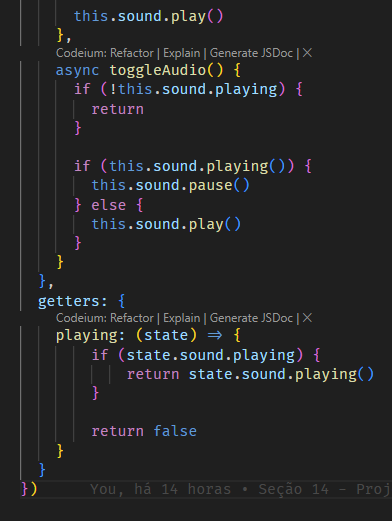 this.sound.play()
},
Codeium: Refactor | Explain | Generate JSDoc | ×
async toggleAudio() {
if (!this.sound.playing) {
return
}
if (this.sound.playing()) {
this.sound.pause()
} else {
this.sound.play()
}
}
},
getters: {
Codeium: Refactor | Explain | Generate JSDoc | ×
playing: (state) => {
if (state.sound.playing) {
return state.sound.playing()
}
return false
}
}
}) You, há 14 horas • Seção 14 – Proj